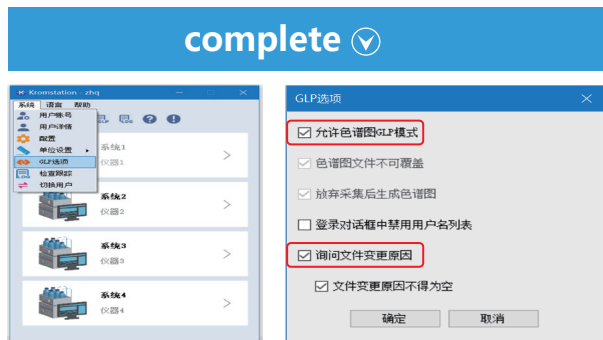 complete
Kromstation - zhq
系统 语言 帮助
用户账号
用户详情
配置
单位设置
GLP选项
检查跟踪
切换用户
系统1
仪器1
系统2
仪器2
系统3
仪器3
系统4
仪器4
GLP选项
允许色谱图GLP模式
色谱图文件不可覆盖
放弃采集后生成色谱图
登录对话框中禁用用户名列表
询问文件变更原因
文件变更原因不得为空
确定 取消